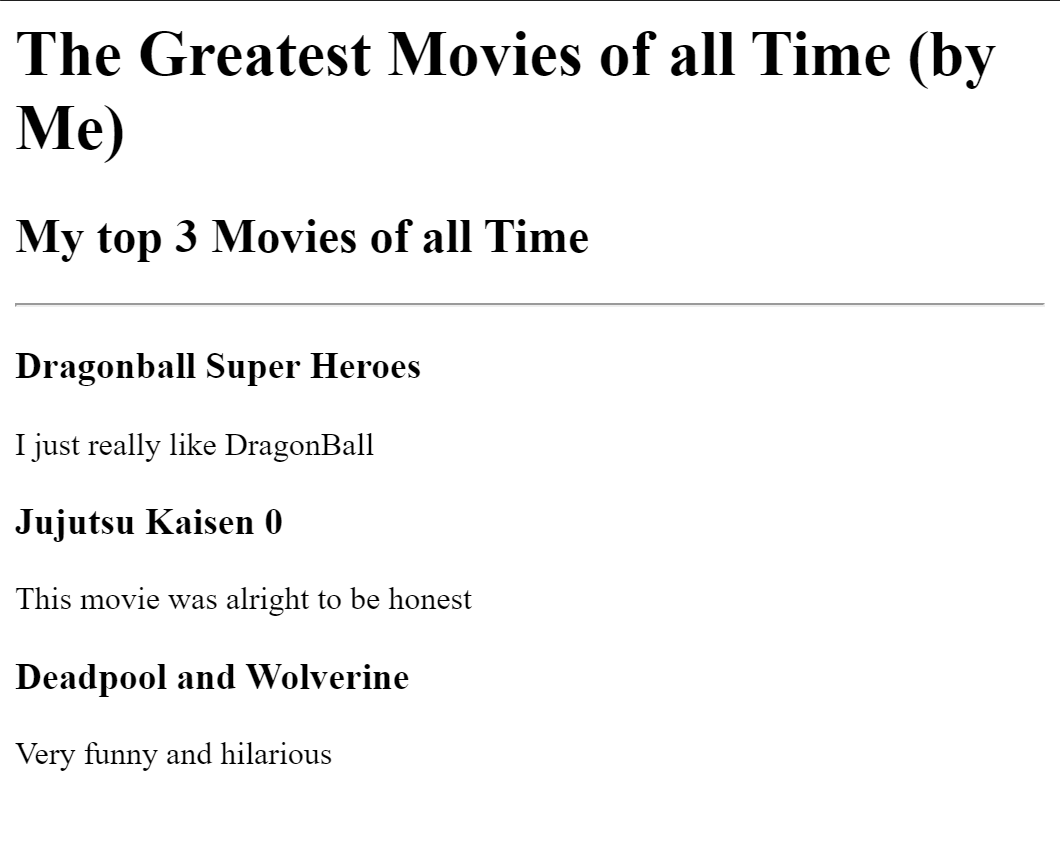 The Greatest Movies of all Time (by
Me)
My top 3 Movies of all Time
Dragonball Super Heroes
I just really like DragonBall
Jujutsu Kaisen 0
This movie was alright to be honest
Deadpool and Wolverine
Very funny and hilarious